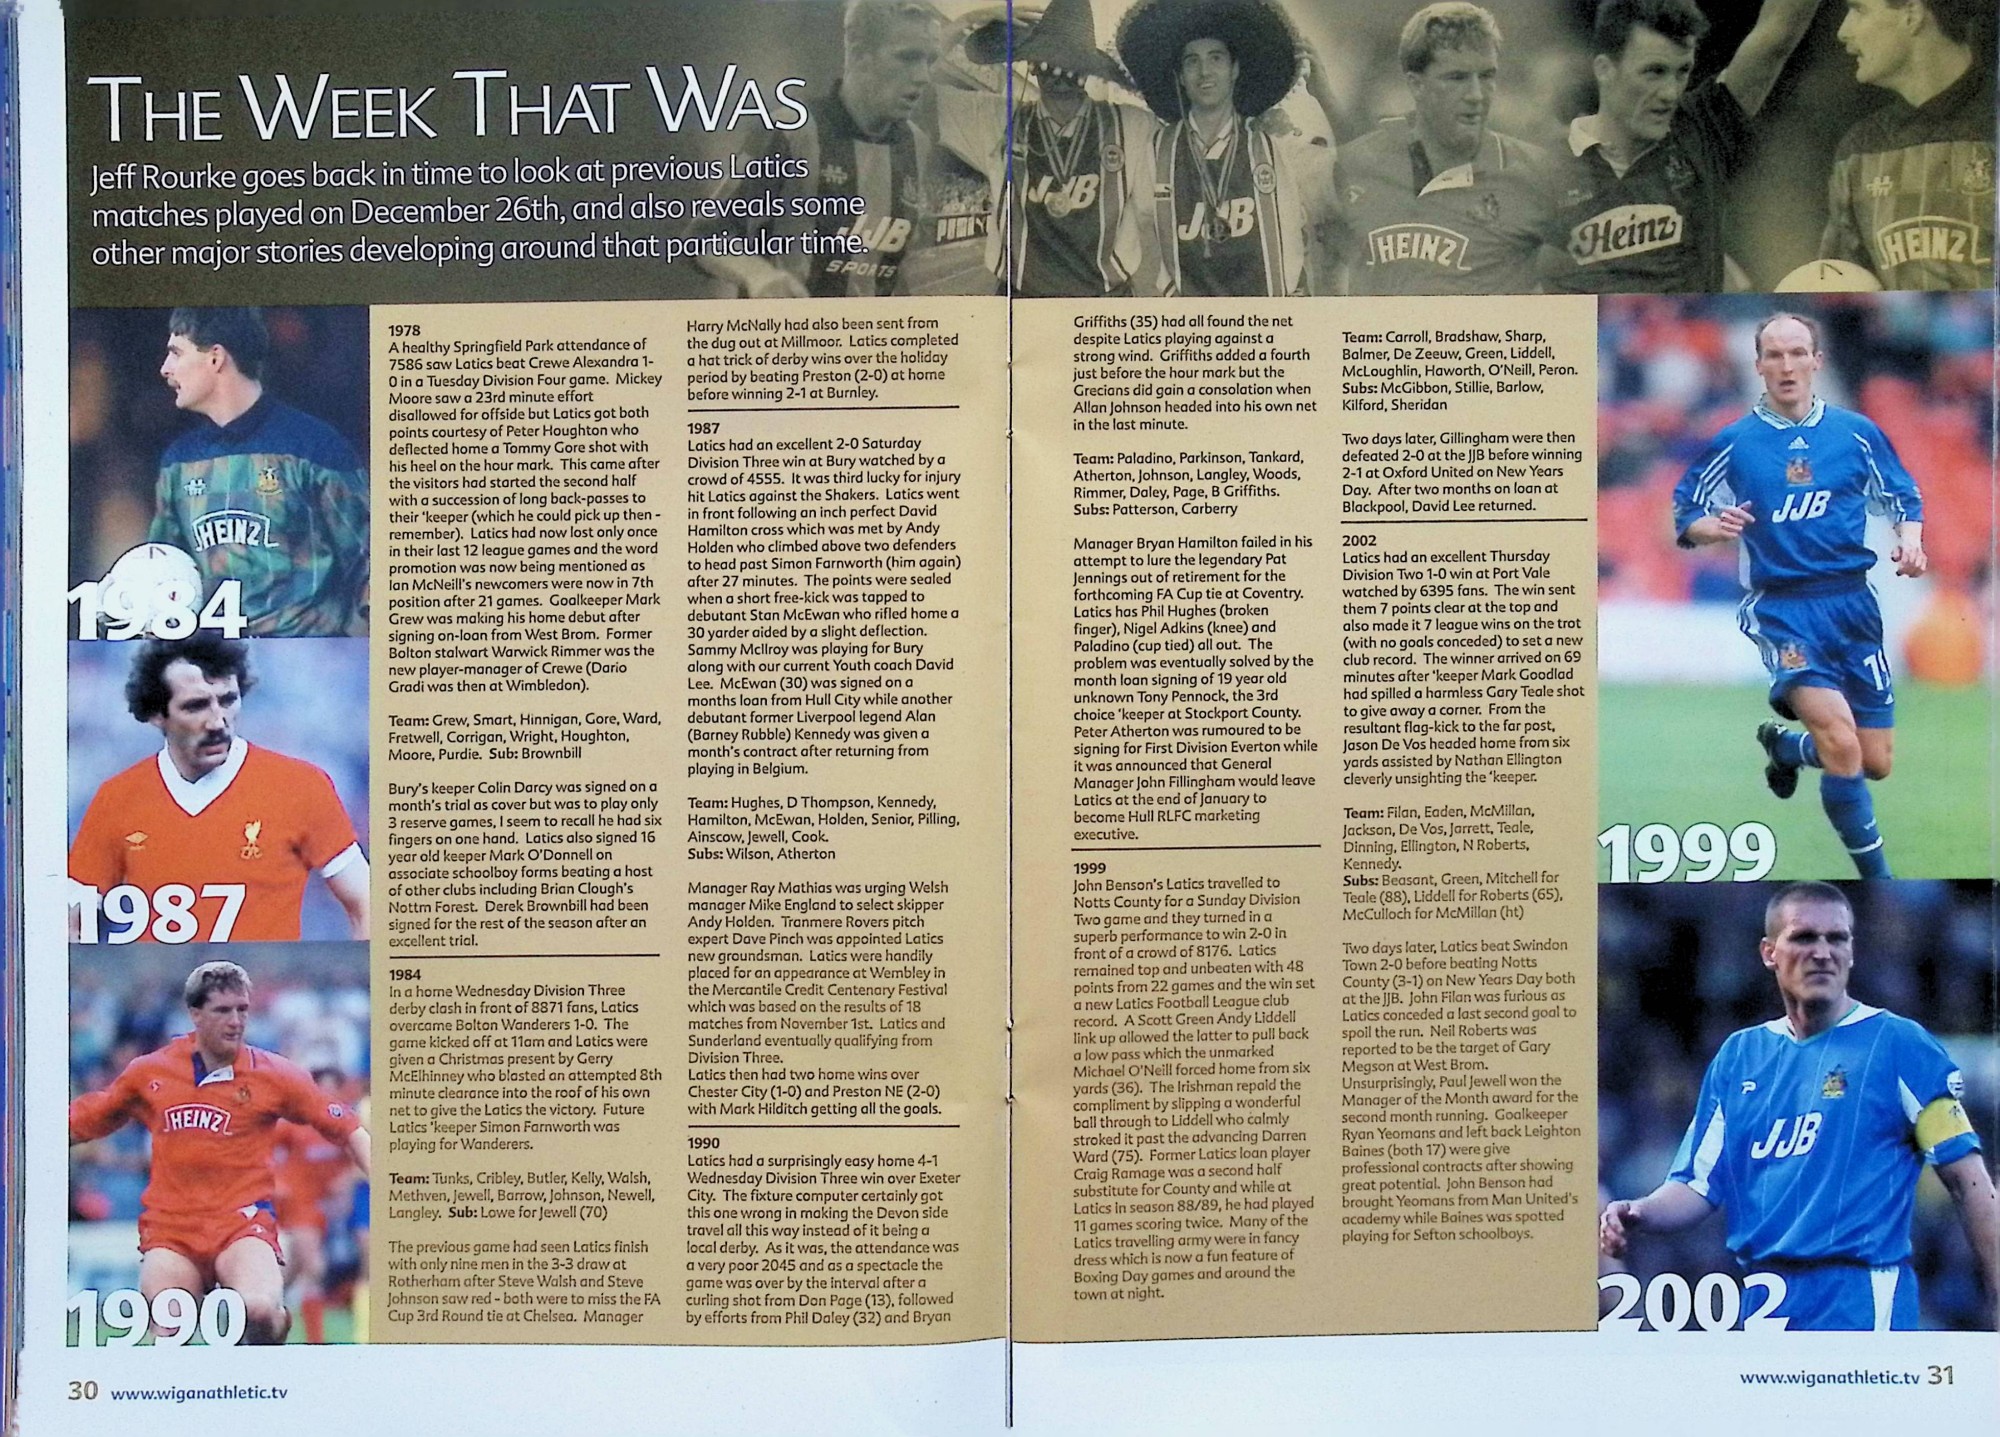 THE WEEK THAT WAS
Jeff Rourke goes back in time to look at previous Latics
matches played on December 26th, and also reveals some
other major stories developing around that particular time.
JJB
SPORTS
JJB
JJB
HEINZ
Heinz
HEINZ
HEINZ
1984
1987
HEINZ
1990
1978
A healthy Springfield Park attendance of
7586 saw Latics beat Crewe Alexandra 1-
0 in a Tuesday Division Four game. Mickey
Moore saw a 23rd minute effort
disallowed for offside but Latics got both
points courtesy of Peter Houghton who
deflected home a Tommy Gore shot with
his heel on the hour mark. This came after
the visitors had started the second half
with a succession of long back-passes to
their 'keeper (which he could pick up then -
remember). Latics had now lost only once
in their last 12 league games and the word
promotion was now being mentioned as
Ian McNeill's newcomers were now in 7th
position after 21 games. Goalkeeper Mark
Grew was making his home debut after
signing on-loan from West Brom. Former
Bolton stalwart Warwick Rimmer was the
new player-manager of Crewe (Dario
Gradi was then at Wimbledon).
Team: Grew, Smart, Hinnigan, Gore, Ward,
Fretwell, Corrigan, Wright, Houghton,
Moore, Purdie. Sub: Brownbill
Bury's keeper Colin Darcy was signed on a
month's trial as cover but was to play only
3 reserve games, I seem to recall he had six
fingers on one hand. Latics also signed 16
year old keeper Mark O'Donnell on
associate schoolboy forms beating a host
of other clubs including Brian Clough's
Nottm Forest. Derek Brownbill had been
signed for the rest of the season after an
excellent trial.
1984
In a home Wednesday Division Three
derby clash in front of 8871 fans, Latics
overcame Bolton Wanderers 1-0. The
game kicked off at 11am and Latics were
given a Christmas present by Gerry
McElhinney who blasted an attempted 8th
minute clearance into the roof of his own
net to give the Latics the victory. Future
Latics 'keeper Simon Farnworth was
playing for Wanderers.
Team: Tunks, Cribley, Butler, Kelly, Walsh,
Methven, Jewell, Barrow, Johnson, Newell,
Langley. Sub: Lowe for Jewell (70)
The previous game had seen Latics finish
with only nine men in the 3-3 draw at
Rotherham after Steve Walsh and Steve
Johnson saw red - both were to miss the FA
Cup 3rd Round tie at Chelsea. Manager
Harry McNally had also been sent from
the dug out at Millmoor. Latics completed
a hat trick of derby wins over the holiday
period by beating Preston (2-0) at home
before winning 2-1 at Burnley.
1987
Latics had an excellent 2-0 Saturday
Division Three win at Bury watched by a
crowd of 4555. It was third lucky for injury
hit Latics against the Shakers. Latics went
in front following an inch perfect David
Hamilton cross which was met by Andy
Holden who climbed above two defenders
to head past Simon Farnworth (him again)
after 27 minutes. The points were sealed
when a short free-kick was tapped to
debutant Stan McEwan who rifled home a
30 yarder aided by a slight deflection.
Sammy McIlroy was playing for Bury
along with our current Youth coach David
Lee. McEwan (30) was signed on a
months loan from Hull City while another
debutant former Liverpool legend Alan
(Barney Rubble) Kennedy was given a
month's contract after returning from
playing in Belgium.
Team: Hughes, D Thompson, Kennedy,
Hamilton, McEwan, Holden, Senior, Pilling,
Ainscow, Jewell, Cook.
Subs: Wilson, Atherton
Manager Ray Mathias was urging Welsh
manager Mike England to select skipper
Andy Holden. Tranmere Rovers pitch
expert Dave Pinch was appointed Latics
new groundsman. Latics were handily
placed for an appearance at Wembley in
the Mercantile Credit Centenary Festival
which was based on the results of 18
matches from November 1st. Latics and
Sunderland eventually qualifying from
Division Three.
Latics then had two home wins over
Chester City (1-0) and Preston NE (2-0)
with Mark Hilditch getting all the goals.
1990
Latics had a surprisingly easy home 4-1
Wednesday Division Three win over Exeter
City. The fixture computer certainly got
this one wrong in making the Devon side
travel all this way instead of it being a
local derby. As it was, the attendance was
a very poor 2045 and as a spectacle the
game was over by the interval after a
curling shot from Don Page (13), followed
by efforts from Phil Daley (32) and Bryan
Griffiths (35) had all found the net
despite Latics playing against a
strong wind. Griffiths added a fourth
just before the hour mark but the
Grecians did gain a consolation when
Allan Johnson headed into his own net
in the last minute.
Team: Paladino, Parkinson, Tankard,
Atherton, Johnson, Langley, Woods,
Rimmer, Daley, Page, B Griffiths.
Subs: Patterson, Carberry
Manager Bryan Hamilton failed in his
attempt to lure the legendary Pat
Jennings out of retirement for the
forthcoming FA Cup tie at Coventry.
Latics has Phil Hughes (broken
finger), Nigel Adkins (knee) and
Paladino (cup tied) all out. The
problem was eventually solved by the
month loan signing of 19 year old
unknown Tony Pennock, the 3rd
choice 'keeper at Stockport County.
Peter Atherton was rumoured to be
signing for First Division Everton while
it was announced that General
Manager John Fillingham would leave
Latics at the end of January to
become Hull RLFC marketing
executive.
1999
John Benson's Latics travelled to
Notts County for a Sunday Division
Two game and they turned in a
superb performance to win 2-0 in
front of a crowd of 8176. Latics
remained top and unbeaten with 48
points from 22 games and the win set
a new Latics Football League club
record. A Scott Green Andy Liddell
link up allowed the latter to pull back
a low pass which the unmarked
Michael O'Neill forced home from six
yards (36). The Irishman repaid the
compliment by slipping a wonderful
ball through to Liddell who calmly
stroked it past the advancing Darren
Ward (75). Former Latics loan player
Craig Ramage was a second half
substitute for County and while at
Latics in season 88/89, he had played
11 games scoring twice. Many of the
Latics travelling army were in fancy
dress which is now a fun feature of
Boxing Day games and around the
town at night.
Team: Carroll, Bradshaw, Sharp,
Balmer, De Zeeuw, Green, Liddell,
McLoughlin, Haworth, O'Neill, Peron.
Subs: McGibbon, Stillie, Barlow,
Kilford, Sheridan
Two days later, Gillingham were then
defeated 2-0 at the JJB before winning
2-1 at Oxford United on New Years
Day. After two months on loan at
Blackpool, David Lee returned.
2002
Latics had an excellent Thursday
Division Two 1-0 win at Port Vale
watched by 6395 fans. The win sent
them 7 points clear at the top and
also made it 7 league wins on the trot
(with no goals conceded) to set a new
club record. The winner arrived on 69
minutes after 'keeper Mark Goodlad
had spilled a harmless Gary Teale shot
to give away a corner. From the
resultant flag-kick to the far post,
Jason De Vos headed home from six
yards assisted by Nathan Ellington
cleverly unsighting the 'keeper.
Team: Filan, Eaden, McMillan,
Jackson, De Vos, Jarrett, Teale,
Dinning, Ellington, N Roberts,
Kennedy.
Subs: Beasant, Green, Mitchell for
Teale (88), Liddell for Roberts (65),
McCulloch for McMillan (ht)
Two days later, Latics beat Swindon
Town 2-0 before beating Notts
County (3-1) on New Years Day both
at the JJB. John Filan was furious as
Latics conceded a last second goal to
spoil the run. Neil Roberts was
reported to be the target of Gary
Megson at West Brom.
Unsurprisingly, Paul Jewell won the
Manager of the Month award for the
second month running. Goalkeeper
Ryan Yeomans and left back Leighton
Baines (both 17) were give
professional contracts after showing
great potential. John Benson had
brought Yeomans from Man United's
academy while Baines was spotted
playing for Sefton schoolboys.
JJB
1999
JJB
2002
30 www.wiganathletic.tv
www.wiganathletic.tv 31